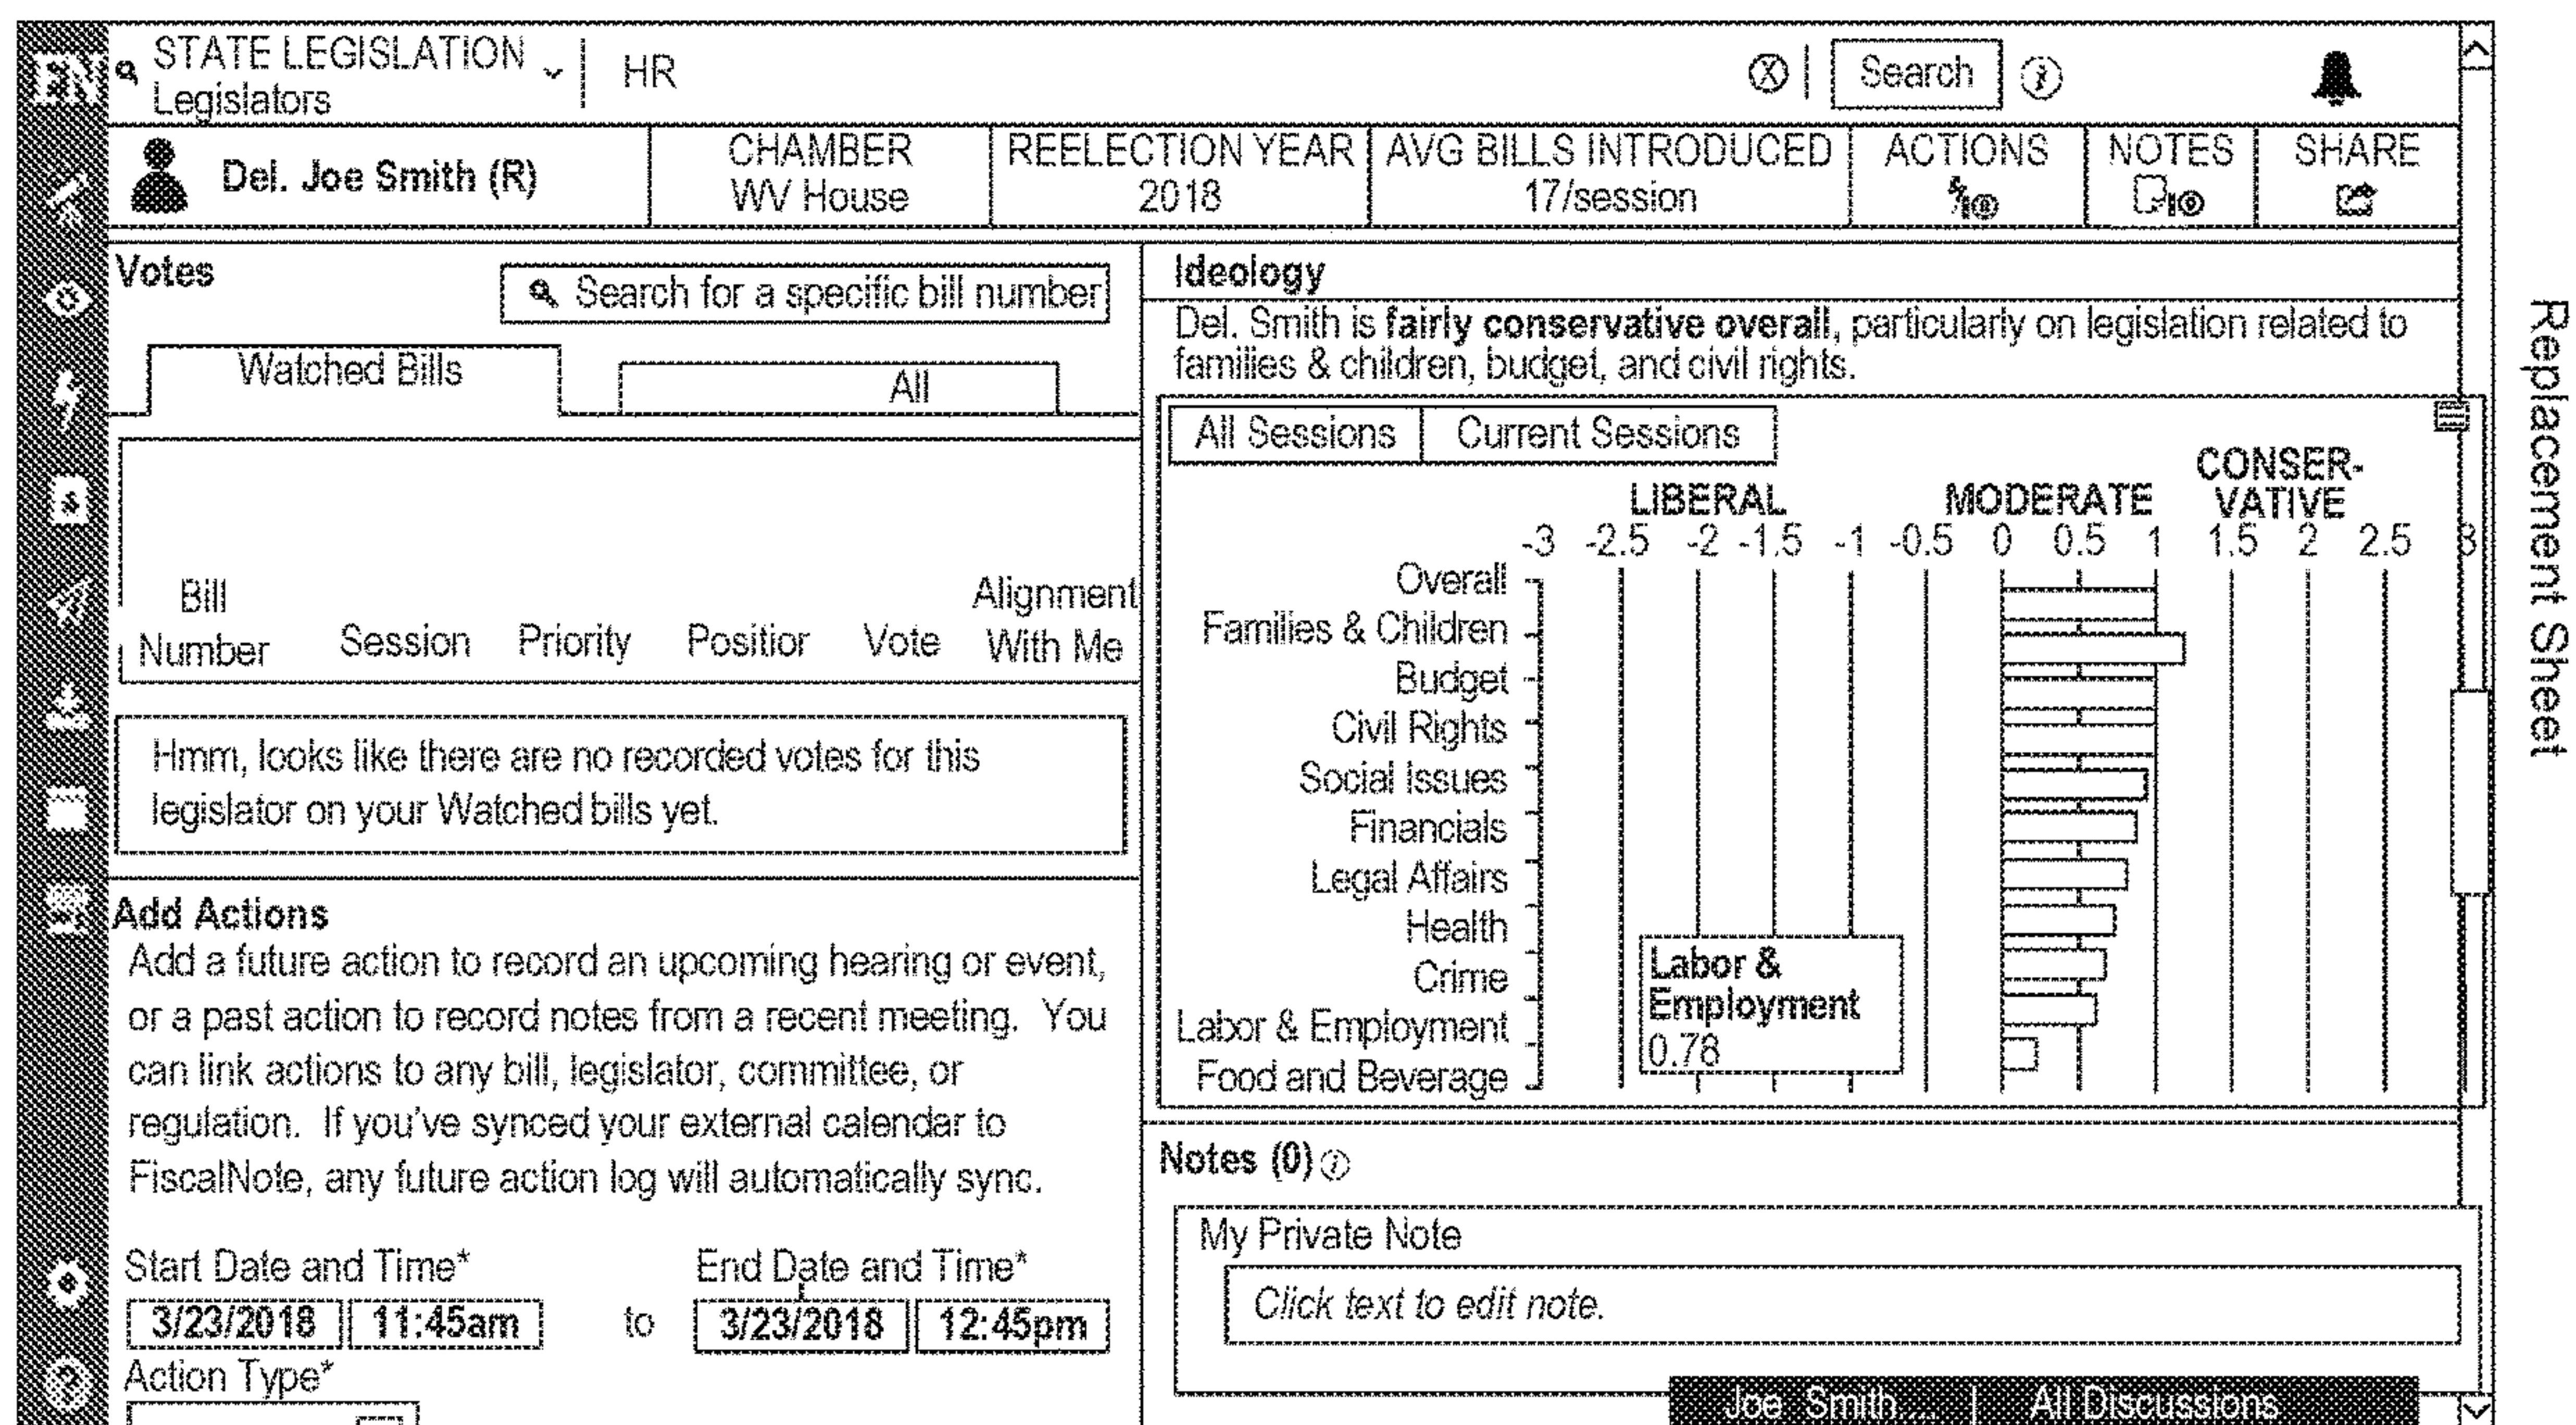 STATE LEGISLATION
Legislators
HR
Search
Del. Joe Smith (R)
CHAMBER
WV House
REELECTION YEAR
2018
AVG BILLS INTRODUCED
17/session
ACTIONS
NOTES
SHARE
Votes
Search for a specific bill number
Watched Bills
All
Bill
Number
Session
Priority
Position
Vote
Alignment
With Me
Hmm, looks like there are no recorded votes for this
legislator on your Watched bills yet.
Add Actions
Add a future action to record an upcoming hearing or event,
or a past action to record notes from a recent meeting. You
can link actions to any bill, legislator, committee, or
regulation. If you've synced your external calendar to
FiscalNote, any future action log will automatically sync.
Start Date and Time*
3/23/2018 11:45am
to
End Date and Time*
3/23/2018 12:45pm
Action Type*
Ideology
Del. Smith is fairly conservative overall, particularly on legislation related to
families & children, budget, and civil rights.
All Sessions
Current Sessions
LIBERAL
MODERATE
CONSER-
VATIVE
-3 -2.5 -2 -1.5 -1 -0.5 0 0.5 1 1.5 2 2.5 3
Overall
Families & Children
Budget
Civil Rights
Social Issues
Financials
Legal Affairs
Health
Crime
Labor & Employment
Food and Beverage
Labor &
Employment
0.78
Notes (0)
My Private Note
Click text to edit note.
Joe Smith ...
All Discussions
Replacement Sheet